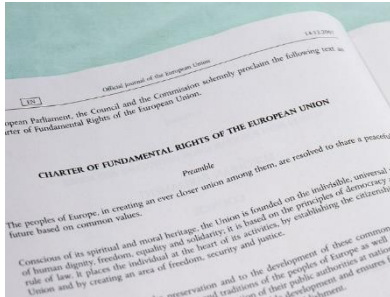 EN Official Journal of the European Union 14.12.2007
opean Parliament, the Council and the Commission solemnly proclaim the following text as
arter of Fundamental Rights of the European Union.
CHARTER OF FUNDAMENTAL RIGHTS OF THE EUROPEAN UNION
Preamble
The peoples of Europe, in creating an ever closer union among them, are resolved to share a peaceful
future based on common values.
Conscious of its spiritual and moral heritage, the Union is founded on the indivisible, universal
of human dignity, freedom, equality and solidarity; it is based on the principles of democracy
rule of law. It places the individual at the heart of its activities, by establishing the citizenship
Union and by creating an area of freedom, security and justice.
preservation and to the development of these common
and traditions of the peoples of Europe as well
of their public authorities at
development and ensures